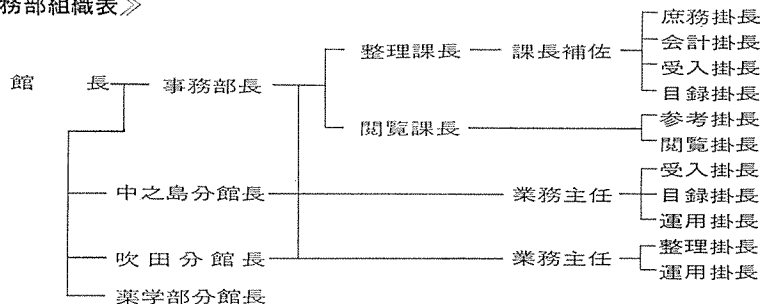 務部組織表≫
庶務掛長
整理課長 課長補佐 会計掛長
館長 事務部長 受入掛長
目録掛長
閲覧課長 参考掛長
閲覧掛長
中之島分館長 業務主任 受入掛長
目録掛長
運用掛長
吹田分館長 業務主任 整理掛長
運用掛長
薬学部分館長